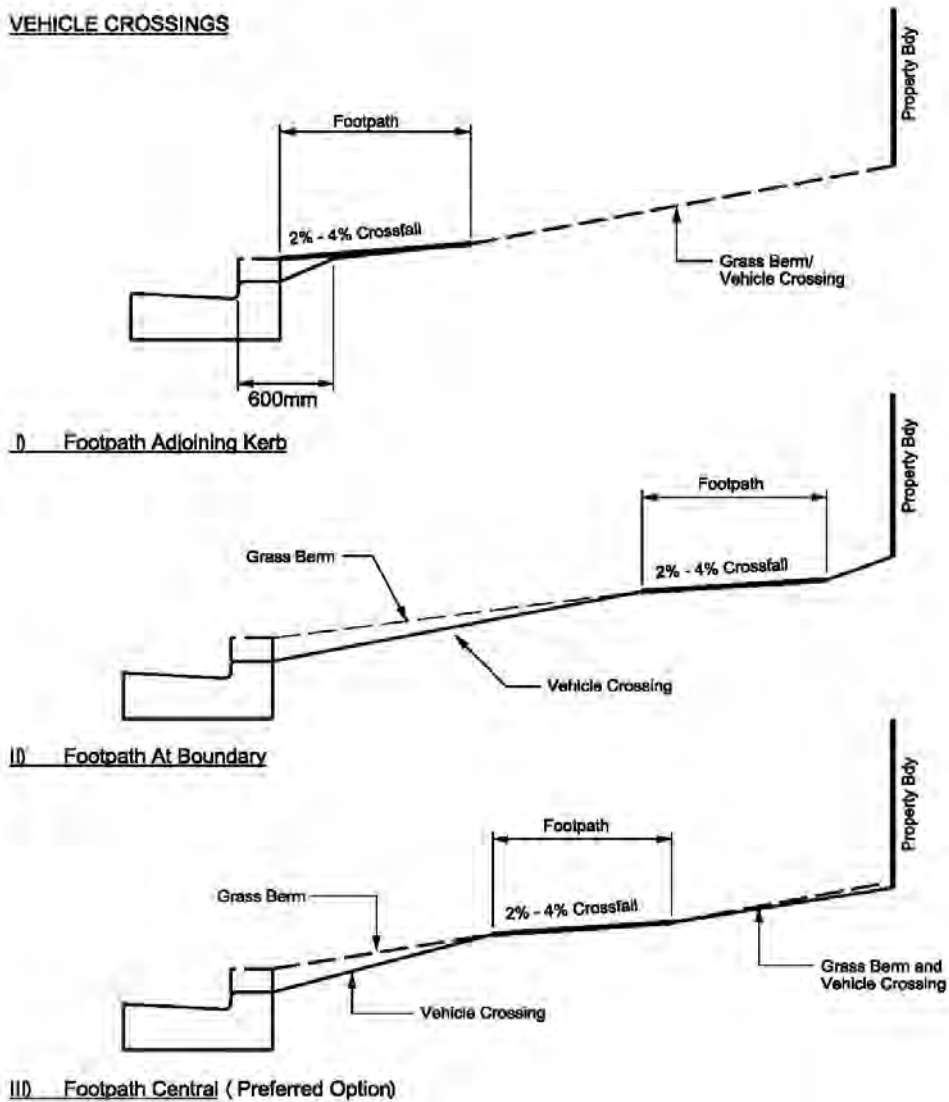 VEHICLE CROSSINGS
Property Bdy
Footpath
2% - 4% Crossfall
Grass Berm/
Vehicle Crossing
600mm
I) Footpath Adjoining Kerb
Property Bdy
Footpath
Grass Berm
2% - 4% Crossfall
Vehicle Crossing
II) Footpath At Boundary
Property Bdy
Footpath
Grass Berm
2% - 4% Crossfall
Grass Berm and
Vehicle Crossing
Vehicle Crossing
III) Footpath Central ( Preferred Option)